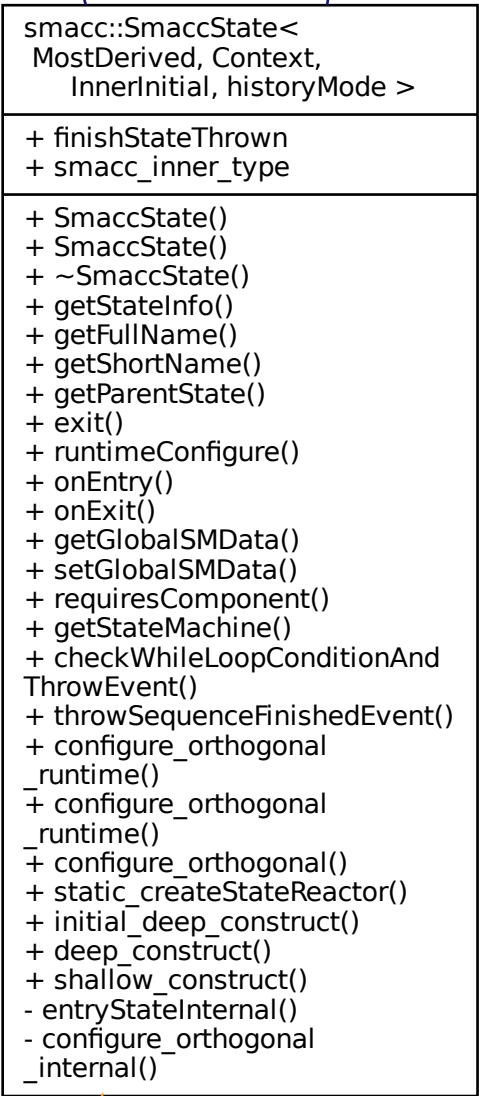 smacc::SmaccState<
MostDerived, Context,
InnerInitial, historyMode >
+ finishStateThrown
+ smacc_inner_type
+ SmaccState()
+ SmaccState()
+ ~SmaccState()
+ getStateInfo()
+ getFullName()
+ getShortName()
+ getParentState()
+ exit()
+ runtimeConfigure()
+ onEntry()
+ onExit()
+ getGlobalSMData()
+ setGlobalSMData()
+ requiresComponent()
+ getStateMachine()
+ checkWhileLoopConditionAnd
ThrowEvent()
+ throwSequenceFinishedEvent()
+ configure_orthogonal
_runtime()
+ configure_orthogonal
_runtime()
+ configure_orthogonal()
+ static_createStateReactor()
+ initial_deep_construct()
+ deep_construct()
+ shallow_construct()
- entryStateInternal()
- configure_orthogonal
_internal()